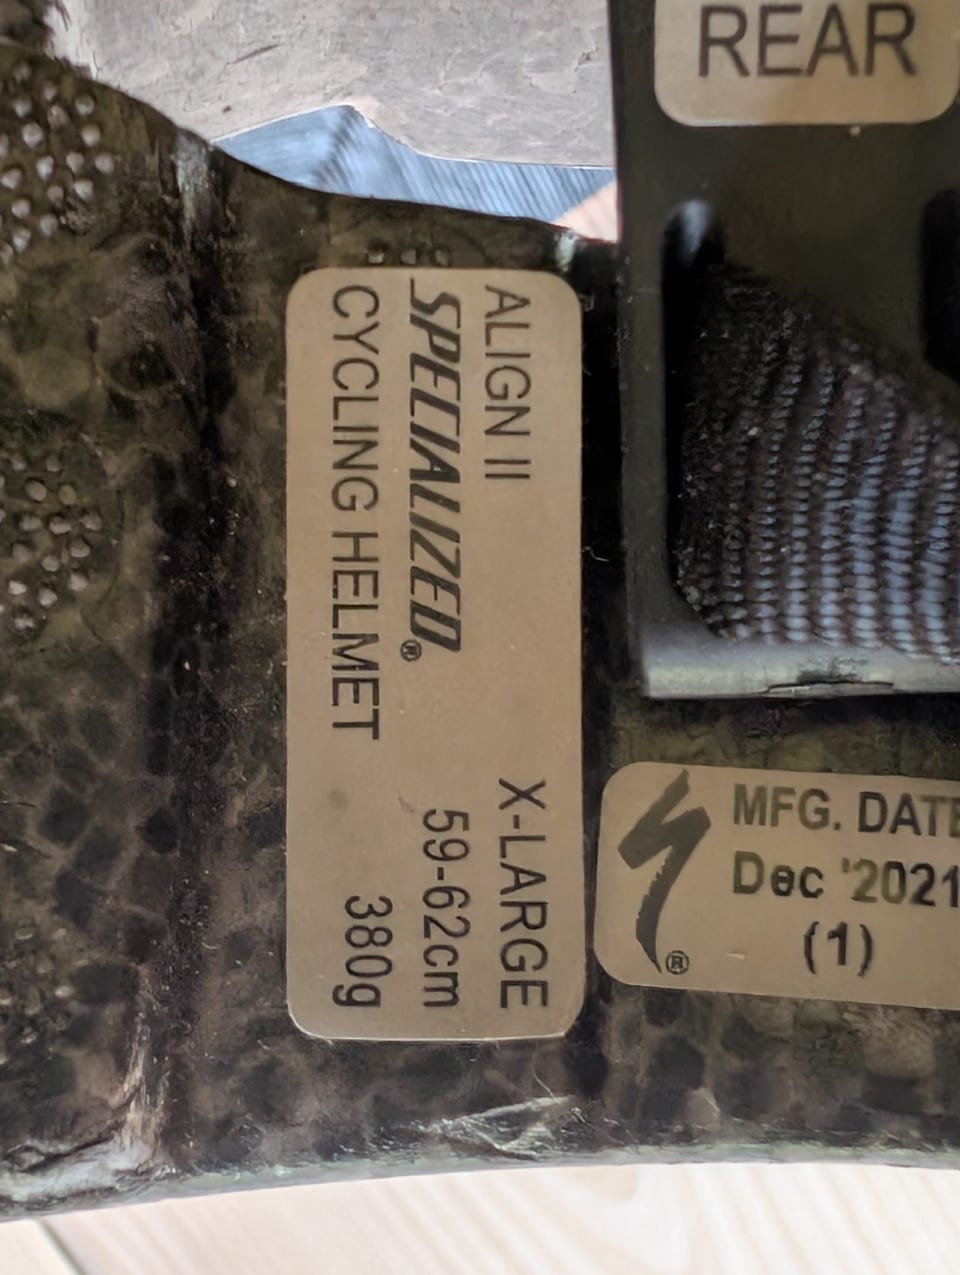 REAR
ALIGN II X-LARGE
SPECIALIZED® 59-62cm
CYCLING HELMET 380g
MFG. DATE
Dec '2021
(1)
®